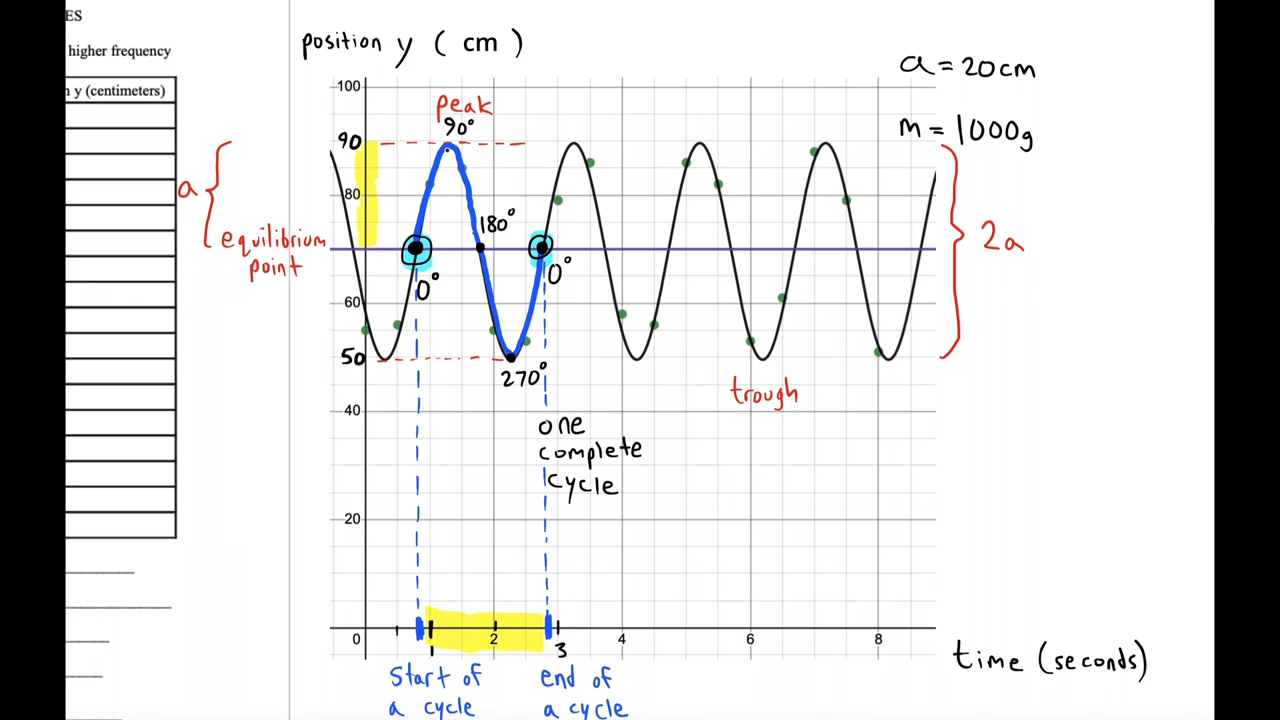 ES
higher frequency
y (centimeters)
position y ( cm )
a = 20cm
m = 1000g
100
peak
90°
90
a
80
180°
2a
equilibrium
point
0°
0°
60
50
270°
trough
40
one
complete
cycle
20
0
2
3
4
6
8
time (seconds)
start of
a cycle
end of
a cycle